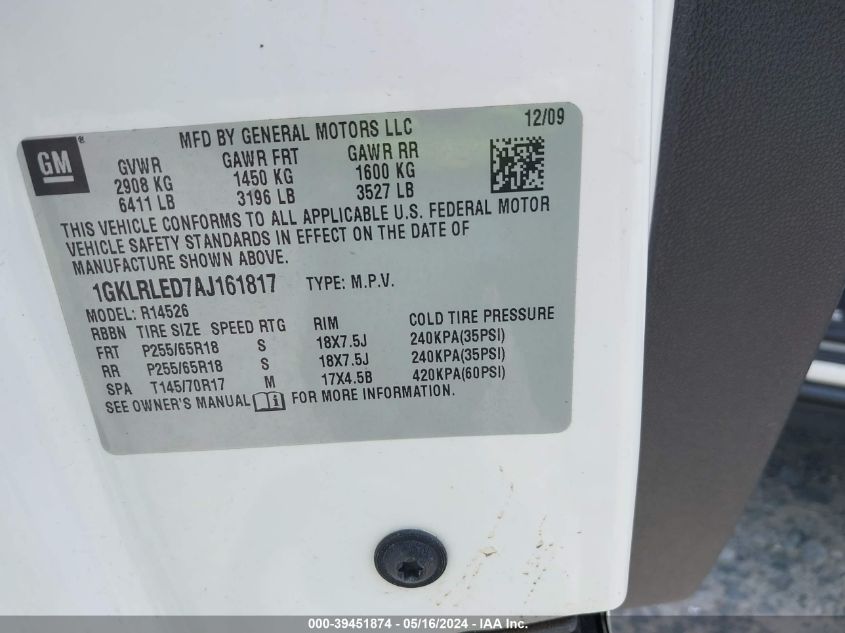 MFD BY GENERAL MOTORS LLC 12/09
GM®
GVWR GAWR FRT GAWR RR
2908 KG 1450 KG 1600 KG
6411 LB 3196 LB 3527 LB
THIS VEHICLE CONFORMS TO ALL APPLICABLE U.S. FEDERAL MOTOR
VEHICLE SAFETY STANDARDS IN EFFECT ON THE DATE OF
MANUFACTURE SHOWN ABOVE.
1GKLRLED7AJ161817 TYPE: M.P.V.
MODEL: R14526
RBBN TIRE SIZE SPEED RTG RIM COLD TIRE PRESSURE
FRT P255/65R18 S 18X7.5J 240KPA(35PSI)
RR P255/65R18 S 18X7.5J 240KPA(35PSI)
SPA T145/70R17 M 17X4.5B 420KPA(60PSI)
SEE OWNER'S MANUAL FOR MORE INFORMATION.
000-39451874 - 05/16/2024 - IAA Inc.